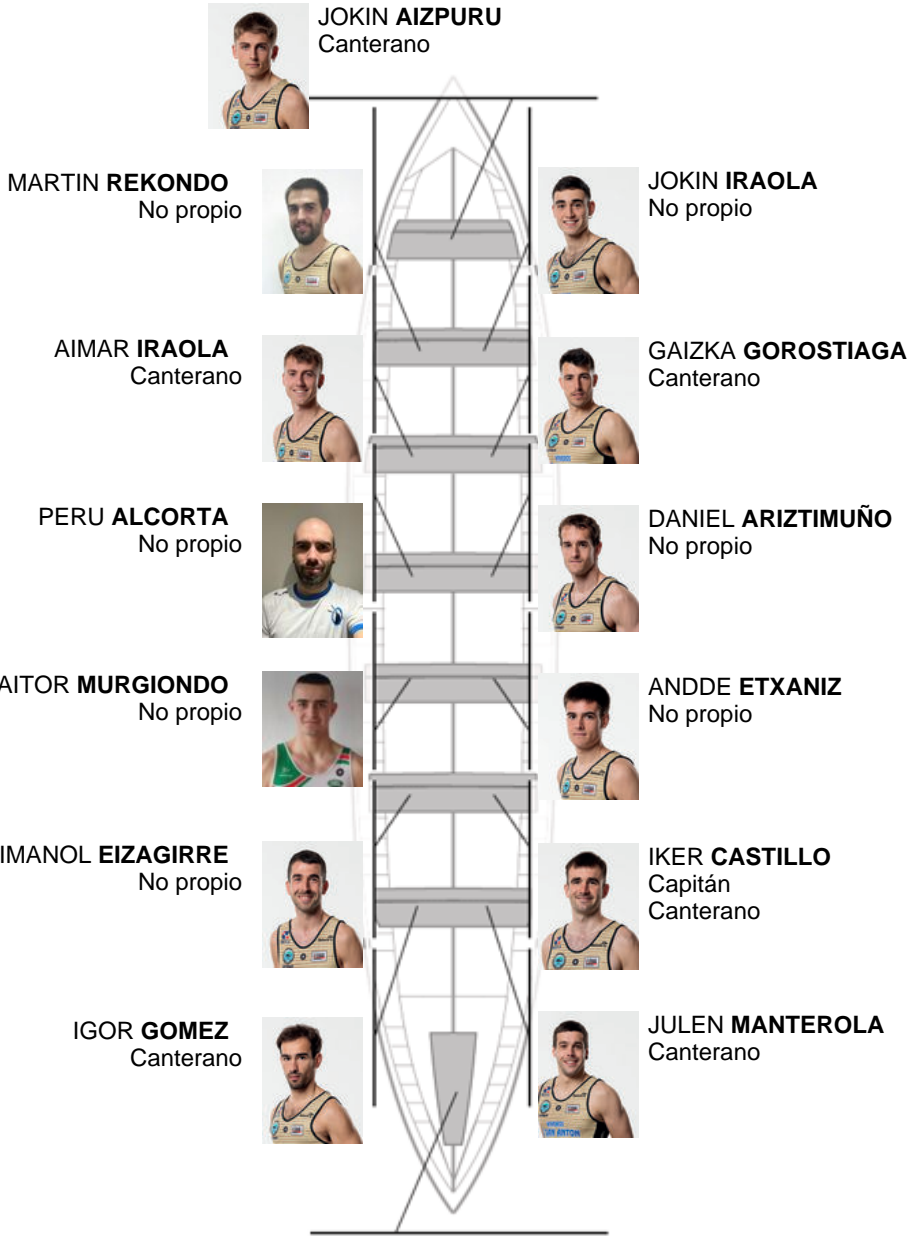 JOKIN AIZPURU
Canterano
MARTIN REKONDO
No propio
JOKIN IRAOLA
No propio
AIMAR IRAOLA
Canterano
GAIZKA GOROSTIAGA
Canterano
PERU ALCORTA
No propio
DANIEL ARIZTIMUÑO
No propio
AITOR MURGIONDO
No propio
ANDDE ETXANIZ
No propio
IMANOL EIZAGIRRE
No propio
IKER CASTILLO
Capitán
Canterano
IGOR GOMEZ
Canterano
JULEN MANTEROLA
Canterano